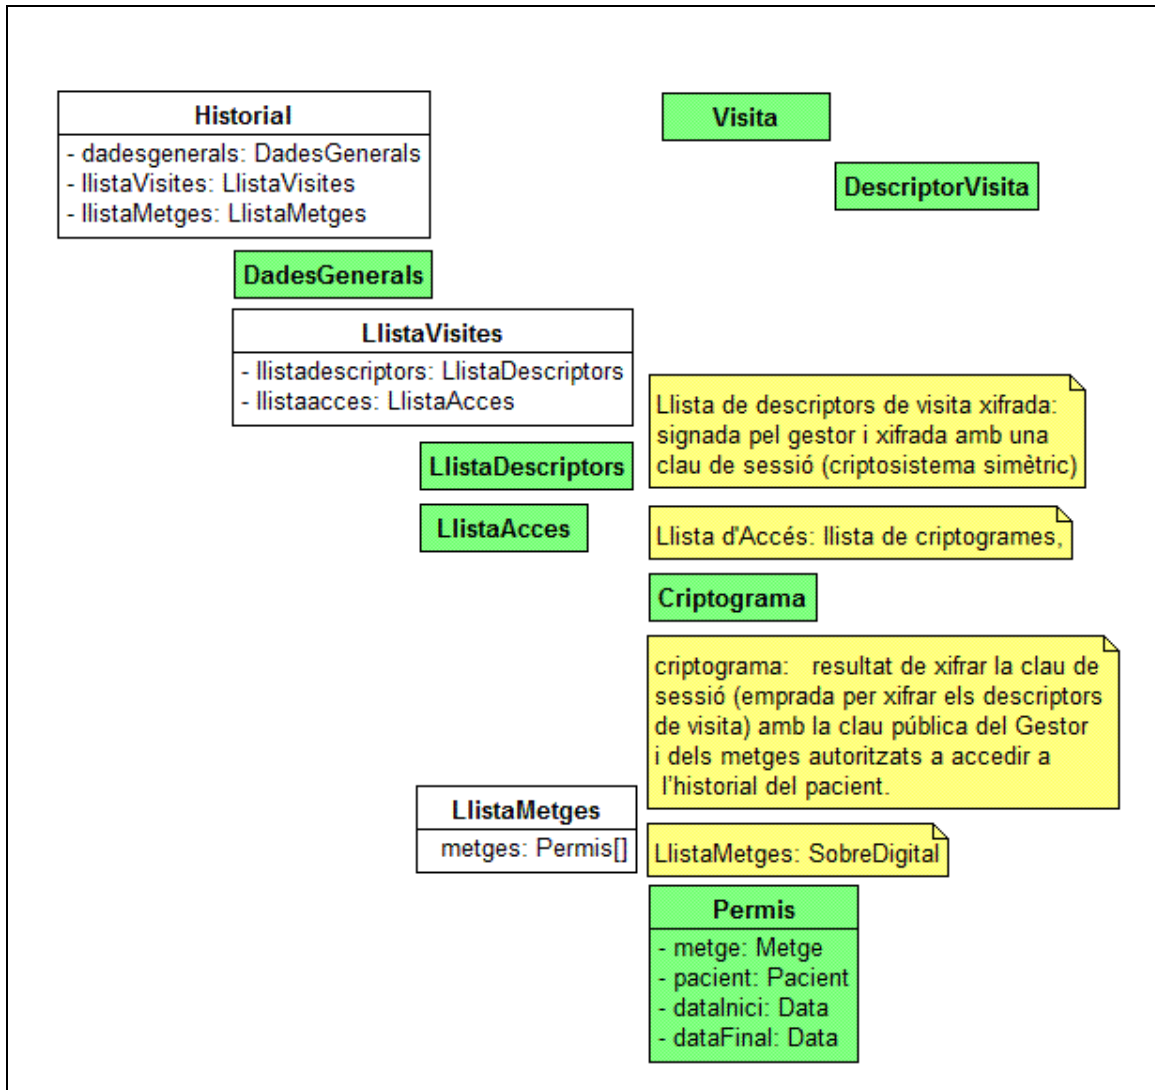 Historial
- dadesgenerals: DadesGenerals
- llistaVisites: LlistaVisites
- llistaMetges: LlistaMetges
Visita
DescriptorVisita
DadesGenerals
LlistaVisites
- llistadescriptors: LlistaDescriptors
- llistaacces: LlistaAcces
Llista de descriptors de visita xifrada:
signada pel gestor i xifrada amb una
clau de sessió (criptosistema simètric)
LlistaDescriptors
LlistaAcces
Llista d'Accés: llista de criptogrames,
Criptograma
criptograma: resultat de xifrar la clau de
sessió (emprada per xifrar els descriptors
de visita) amb la clau pública del Gestor
i dels metges autoritzats a accedir a
l'historial del pacient.
LlistaMetges
metges: Permis[]
LlistaMetges: SobreDigital
Permis
- metge: Metge
- pacient: Pacient
- dataInici: Data
- dataFinal: Data